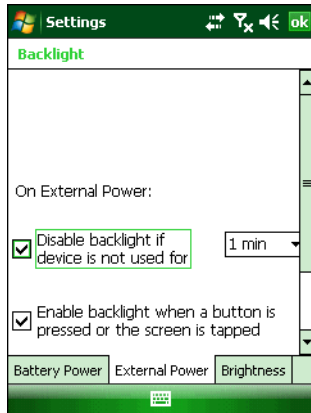 Settings
ok
Backlight
On External Power:
Disable backlight if
device is not used for
1 min
Enable backlight when a button is
pressed or the screen is tapped
Battery Power
External Power
Brightness